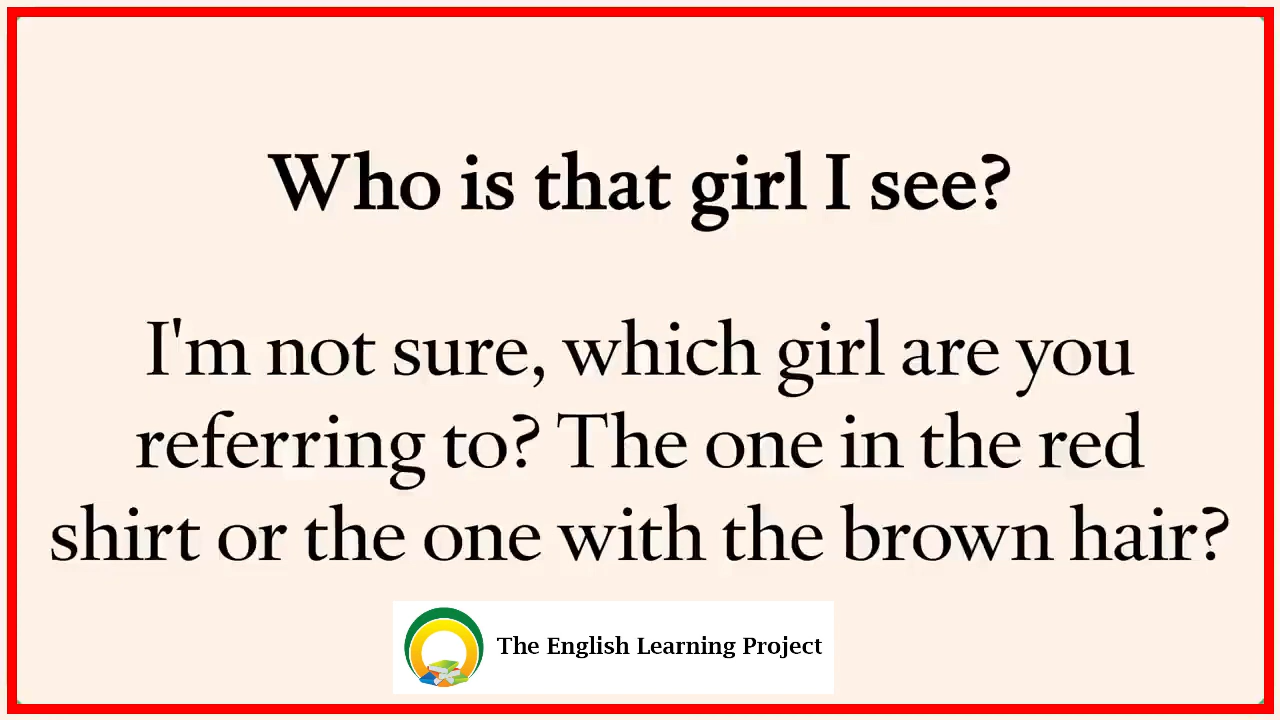 Who is that girl I see?
I'm not sure, which girl are you
referring to? The one in the red
shirt or the one with the brown hair?
The English Learning Project